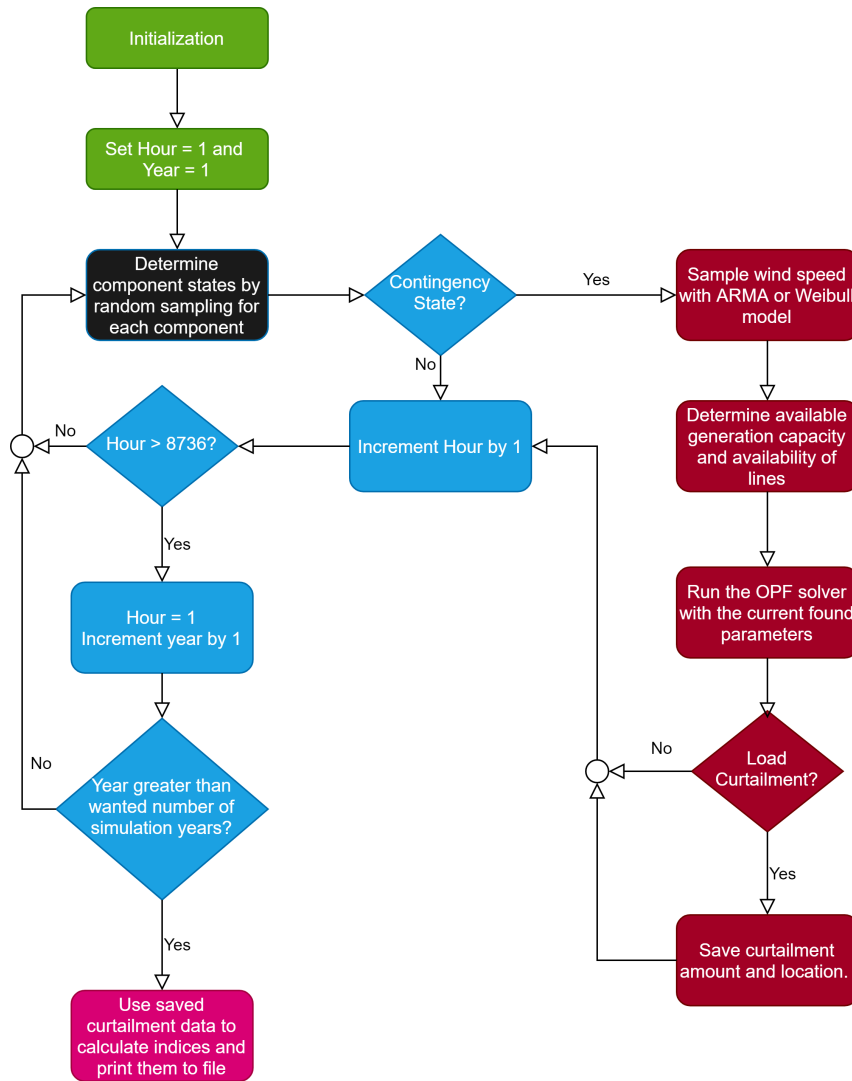 Initialization
Set Hour = 1 and
Year = 1
Determine
component states by
random sampling for
each component
Contingency
State?
Yes
Sample wind speed
with ARMA or Weibull
model
No
Determine available
generation capacity
and availability of
lines
Increment Hour by 1
Hour > 8736?
No
Yes
Run the OPF solver
with the current found
parameters
Hour = 1
Increment year by 1
Load
Curtailment?
No
Yes
Year greater than
wanted number of
simulation years?
No
Yes
Save curtailment
amount and location.
Use saved
curtailment data to
calculate indices and
print them to file